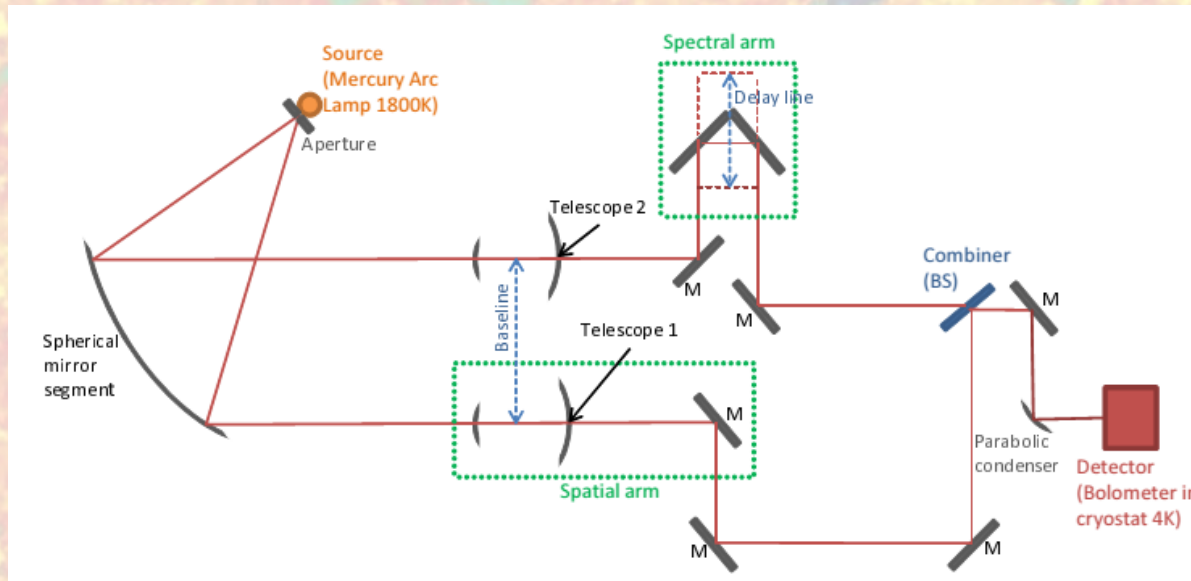 Source
(Mercury Arc
Lamp 1800K)
Aperture
Spectral arm
Delay line
Telescope 2
M
M
Combiner
(BS)
M
Baseline
Telescope 1
Spherical
mirror
segment
M
Spatial arm
Parabolic
condenser
Detector
(Bolometer in
cryostat 4K)
M
M